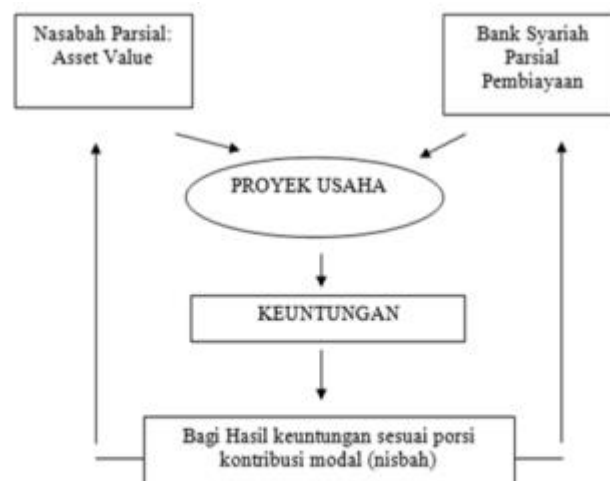 Nasabah Parsial:
Asset Value
Bank Syariah
Parsial
Pembiayaan
PROYEK USAHA
KEUNTUNGAN
Bagi Hasil keuntungan sesuai porsi
kontribusi modal (nisbah)